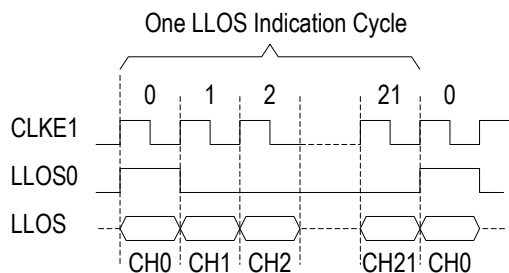 One LLOS Indication Cycle
0 1 2 21 0
CLKE1
LLOS0
LLOS
CH0 CH1 CH2 CH21 CH0